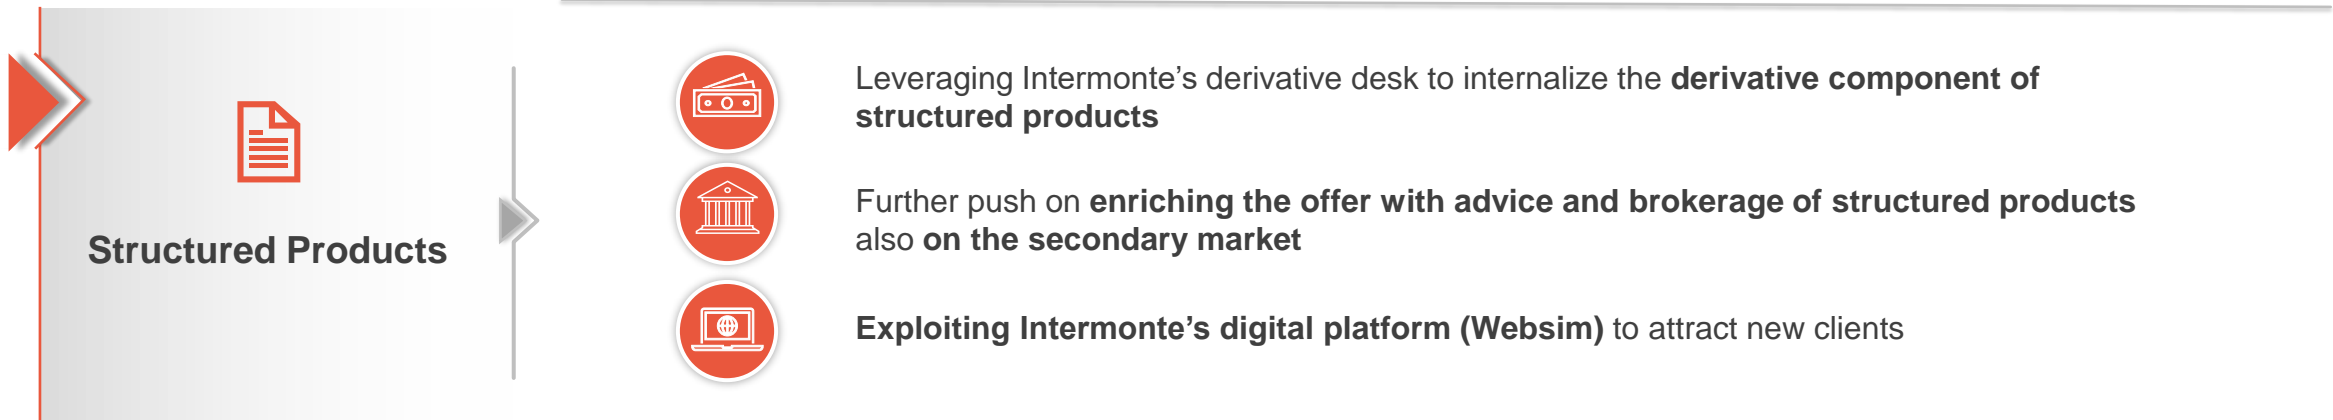 Structured Products
Leveraging Intermonte’s derivative desk to internalize the derivative component of
structured products
Further push on enriching the offer with advice and brokerage of structured products
also on the secondary market
Exploiting Intermonte’s digital platform (Websim) to attract new clients